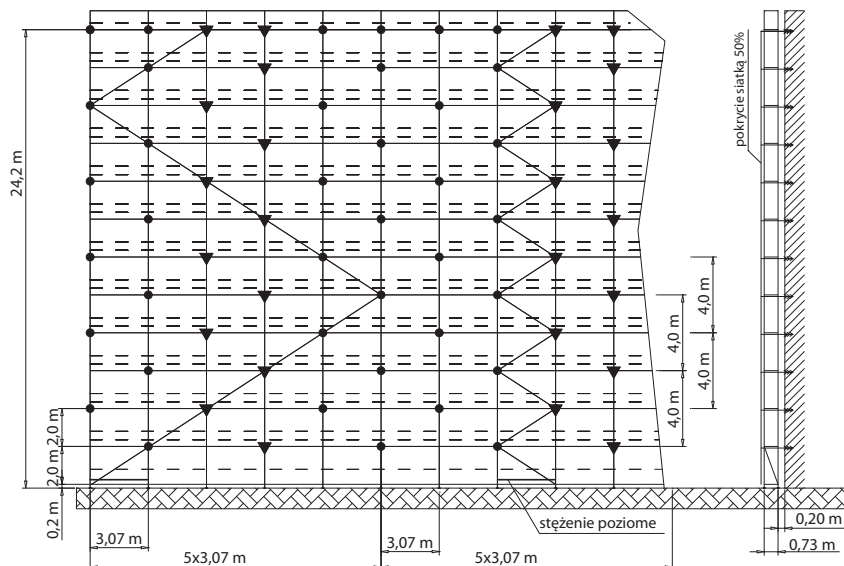 24,2 m
pokrycie siatką 50%
4,0 m
4,0 m
4,0 m
4,0 m
2,0 m
2,0 m
0,2 m
stężenie poziome
0,20 m
3,07 m
3,07 m
0,73 m
5x3,07 m
5x3,07 m